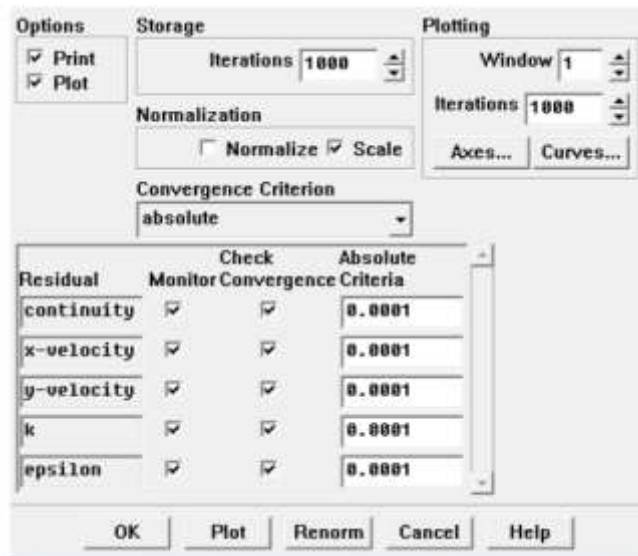 Options Storage Plotting
Print Iterations 1000 Window 1
Plot
Iterations 1000
Normalization
Normalize Scale Axes... Curves...
Convergence Criterion
absolute
Check Absolute
Residual Monitor Convergence Criteria
continuity 0.0001
x-velocity 0.0001
y-velocity 0.0001
k 0.0001
epsilon 0.0001
OK Plot Renorm Cancel Help